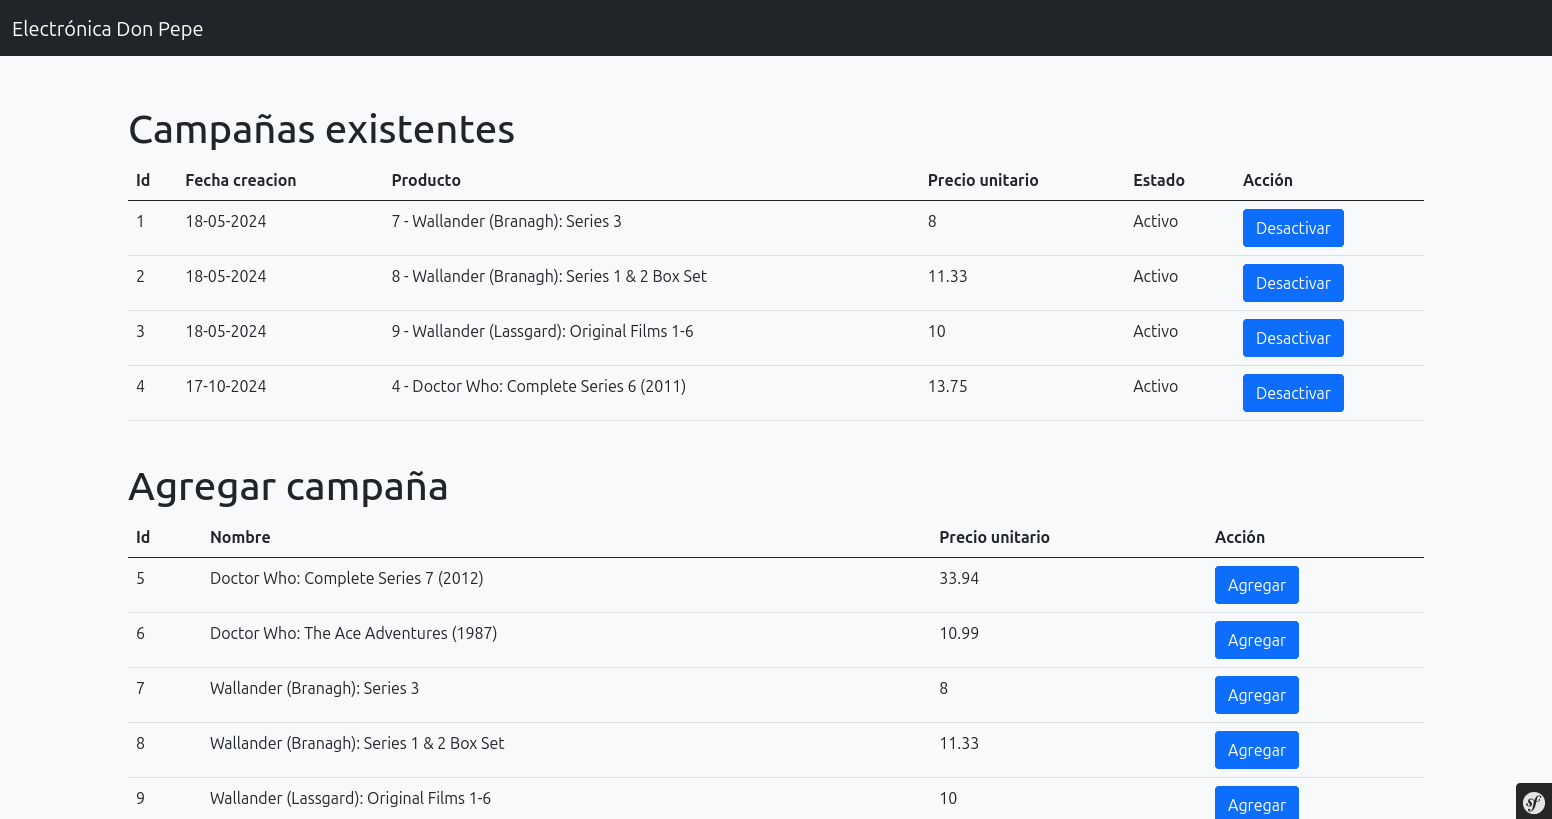 Electrónica Don Pepe
Campañas existentes
Id Fecha creacion Producto Precio unitario Estado Acción
1 18-05-2024 7 - Wallander (Branagh): Series 3 8 Activo Desactivar
2 18-05-2024 8 - Wallander (Branagh): Series 1 & 2 Box Set 11.33 Activo Desactivar
3 18-05-2024 9 - Wallander (Lassgard): Original Films 1-6 10 Activo Desactivar
4 17-10-2024 4 - Doctor Who: Complete Series 6 (2011) 13.75 Activo Desactivar
Agregar campaña
Id Nombre Precio unitario Acción
5 Doctor Who: Complete Series 7 (2012) 33.94 Agregar
6 Doctor Who: The Ace Adventures (1987) 10.99 Agregar
7 Wallander (Branagh): Series 3 8 Agregar
8 Wallander (Branagh): Series 1 & 2 Box Set 11.33 Agregar
9 Wallander (Lassgard): Original Films 1-6 10 Agregar
sf